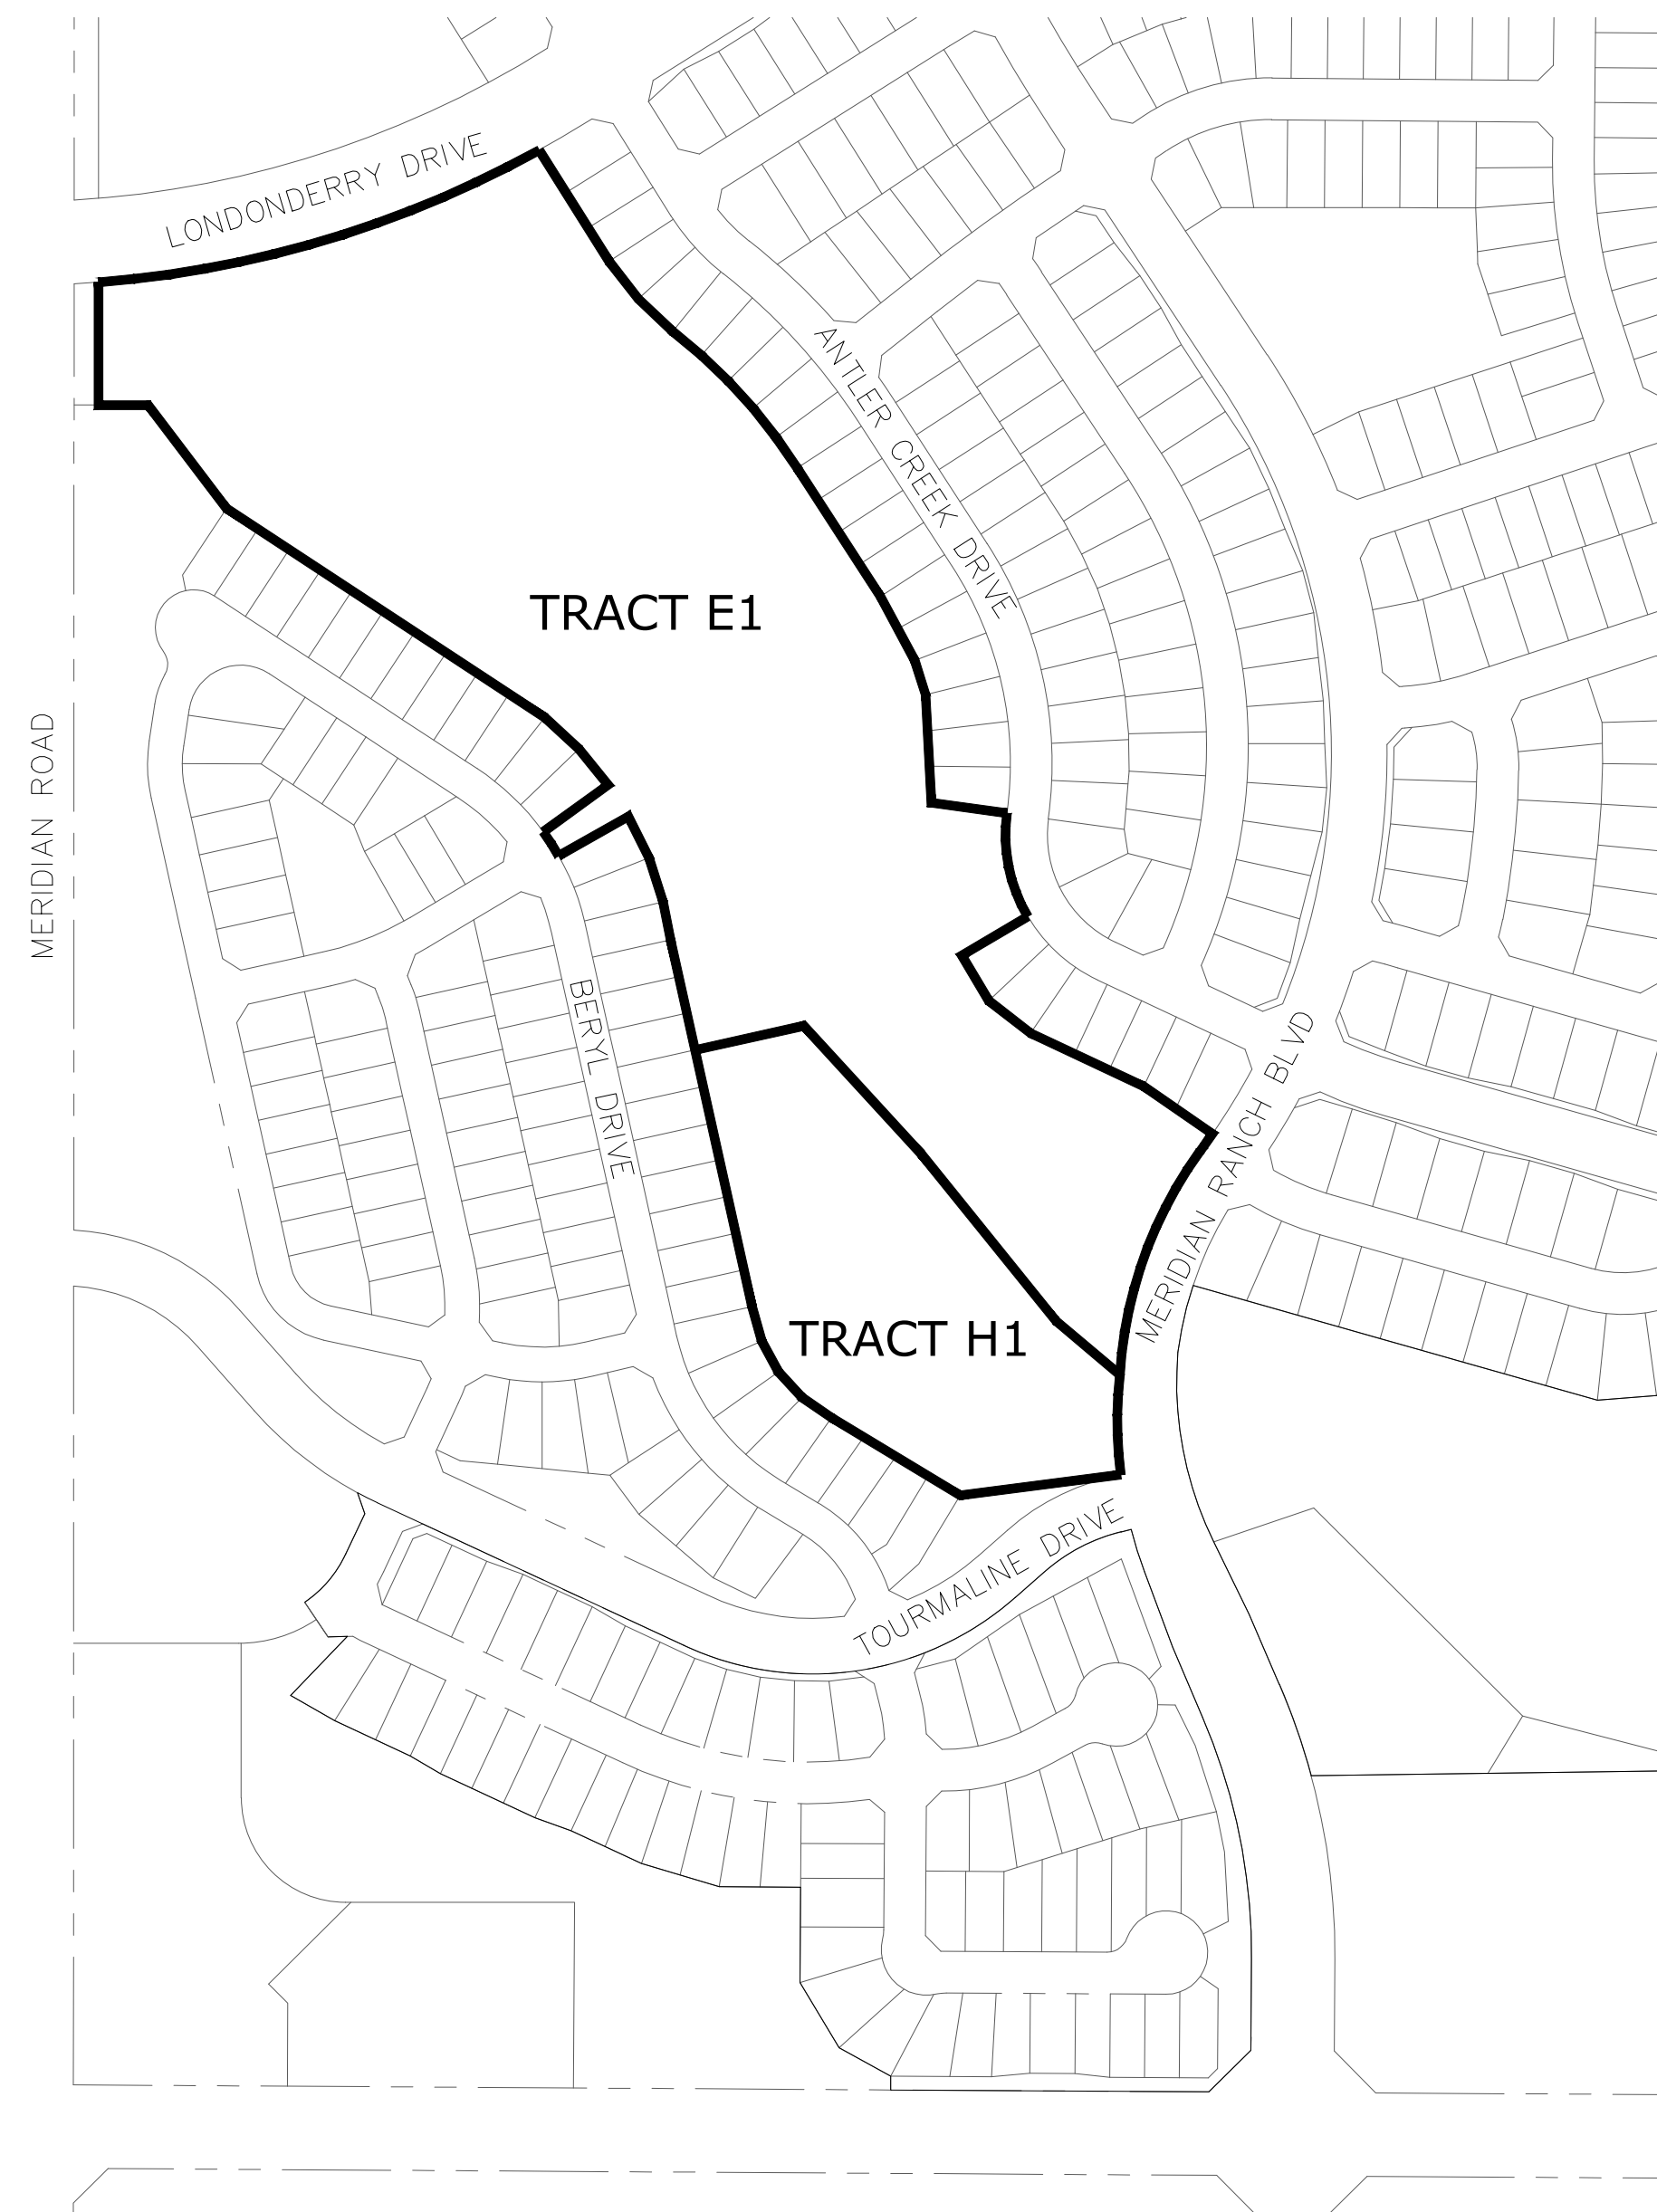 LONDONDERRY DRIVE
ANTLER CREEK DRIVE
TRACT E1
MERIDIAN ROAD
BERYL DRIVE
MERIDIAN RANCH BLVD
TRACT H1
TOURMALINE DRIVE